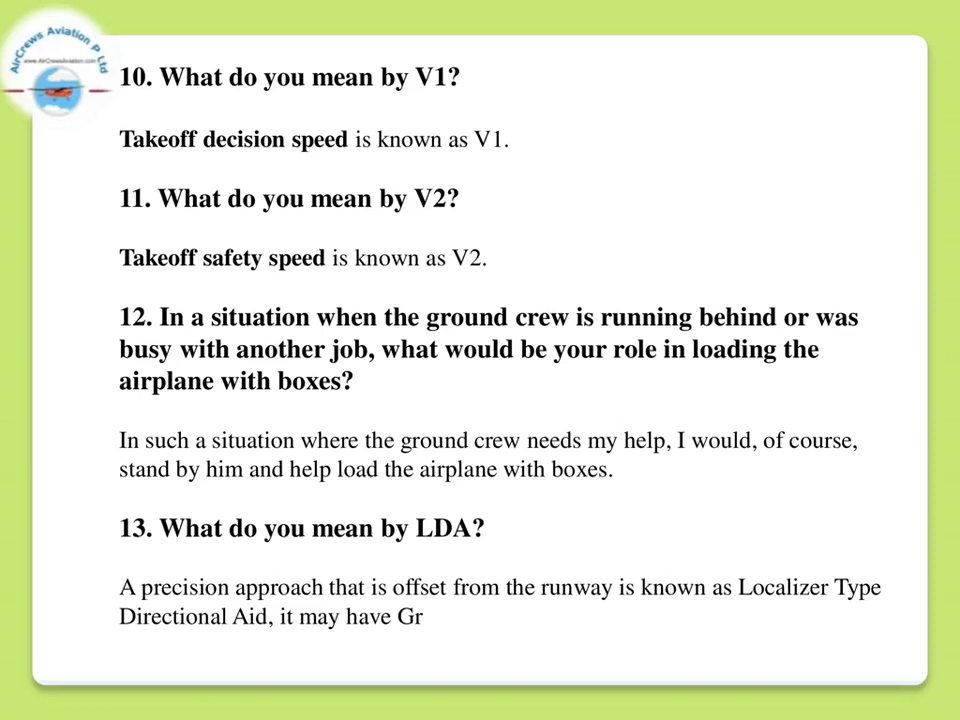 AirCrews Aviation P Ltd
www.AirCrewsAviation.com
10. What do you mean by V1?
Takeoff decision speed is known as V1.
11. What do you mean by V2?
Takeoff safety speed is known as V2.
12. In a situation when the ground crew is running behind or was
busy with another job, what would be your role in loading the
airplane with boxes?
In such a situation where the ground crew needs my help, I would, of course,
stand by him and help load the airplane with boxes.
13. What do you mean by LDA?
A precision approach that is offset from the runway is known as Localizer Type
Directional Aid, it may have Gr